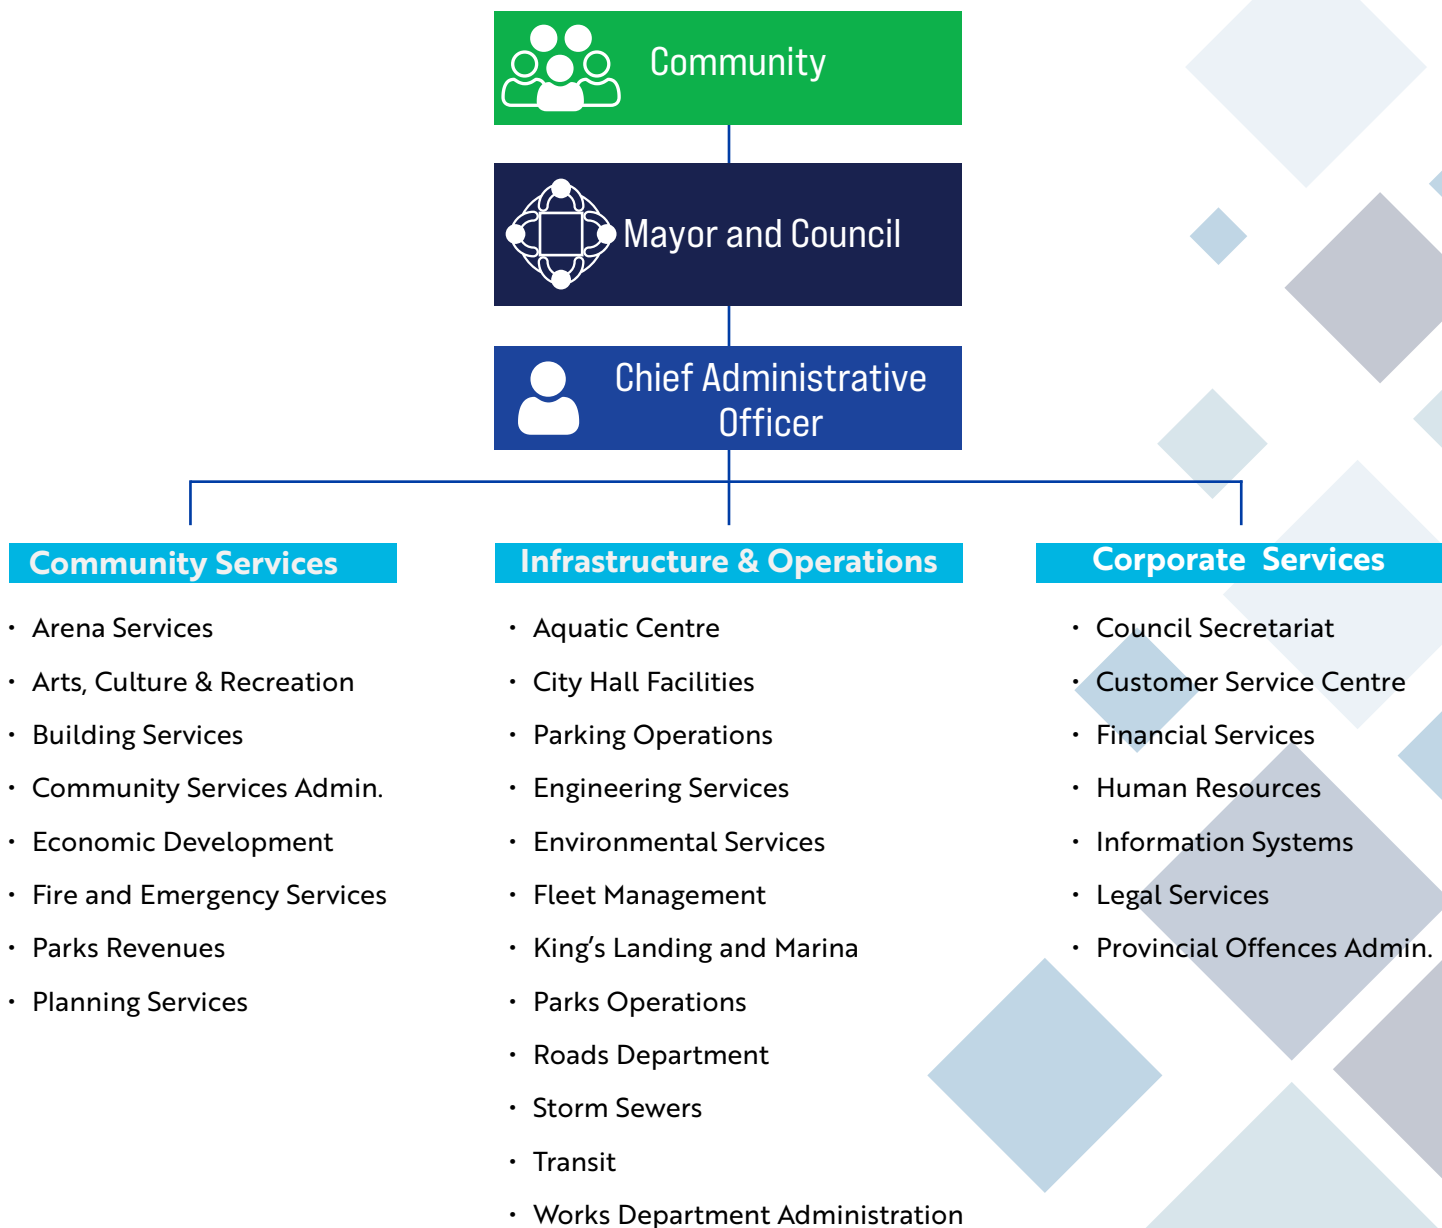 Community
Mayor and Council
Chief Administrative
Officer
Community Services
• Arena Services
• Arts, Culture & Recreation
• Building Services
• Community Services Admin.
• Economic Development
• Fire and Emergency Services
• Parks Revenues
• Planning Services
Infrastructure & Operations
• Aquatic Centre
• City Hall Facilities
• Parking Operations
• Engineering Services
• Environmental Services
• Fleet Management
• King’s Landing and Marina
• Parks Operations
• Roads Department
• Storm Sewers
• Transit
• Works Department Administration
Corporate Services
• Council Secretariat
• Customer Service Centre
• Financial Services
• Human Resources
• Information Systems
• Legal Services
• Provincial Offences Admin.